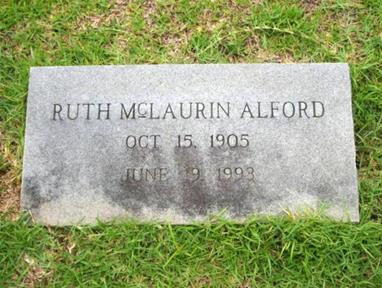 RUTH McLAURIN ALFORD
OCT 15, 1905
JUNE 19, 1993